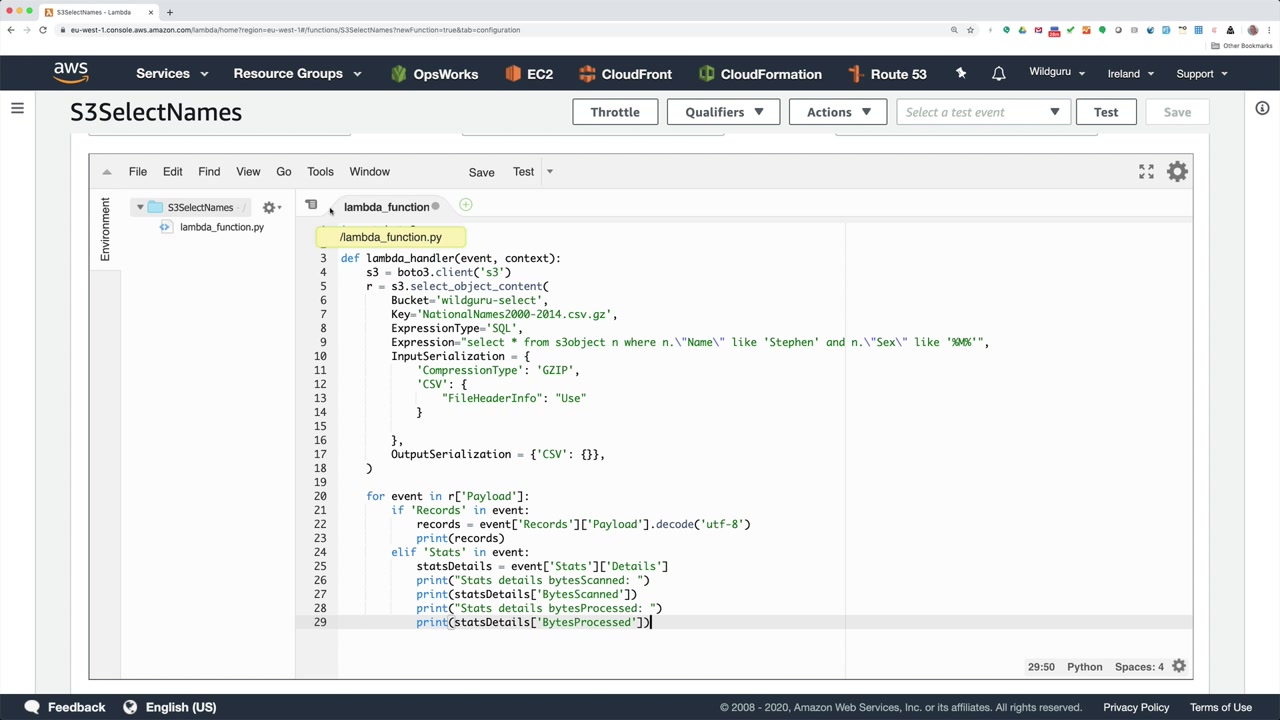 S3SelectNames - Lambda
eu-west-1.console.aws.amazon.com/lambda/home?region=eu-west-1#/functions/S3SelectNames?newFunction=true&tab=configuration
Other Bookmarks
aws Services Resource Groups OpsWorks EC2 CloudFront CloudFormation Route 53 Wildguru Ireland Support
S3SelectNames Throttle Qualifiers Actions Select a test event Test Save
File Edit Find View Go Tools Window Save Test
Environment
S3SelectNames /
lambda_function.py
lambda_function
/lambda_function.py
3 def lambda_handler(event, context):
4 s3 = boto3.client('s3')
5 r = s3.select_object_content(
6 Bucket='wildguru-select',
7 Key='NationalNames2000-2014.csv.gz',
8 ExpressionType='SQL',
9 Expression="select * from s3object n where n.\"Name\" like 'Stephen' and n.\"Sex\" like '%M%'",
10 InputSerialization = {
11 'CompressionType': 'GZIP',
12 'CSV': {
13 "FileHeaderInfo": "Use"
14 }
15
16 },
17 OutputSerialization = {'CSV': {}},
18 )
19
20 for event in r['Payload']:
21 if 'Records' in event:
22 records = event['Records']['Payload'].decode('utf-8')
23 print(records)
24 elif 'Stats' in event:
25 statsDetails = event['Stats']['Details']
26 print("Stats details bytesScanned: ")
27 print(statsDetails['BytesScanned'])
28 print("Stats details bytesProcessed: ")
29 print(statsDetails['BytesProcessed'])
29:50 Python Spaces: 4
Feedback English (US) © 2008 - 2020, Amazon Web Services, Inc. or its affiliates. All rights reserved. Privacy Policy Terms of Use